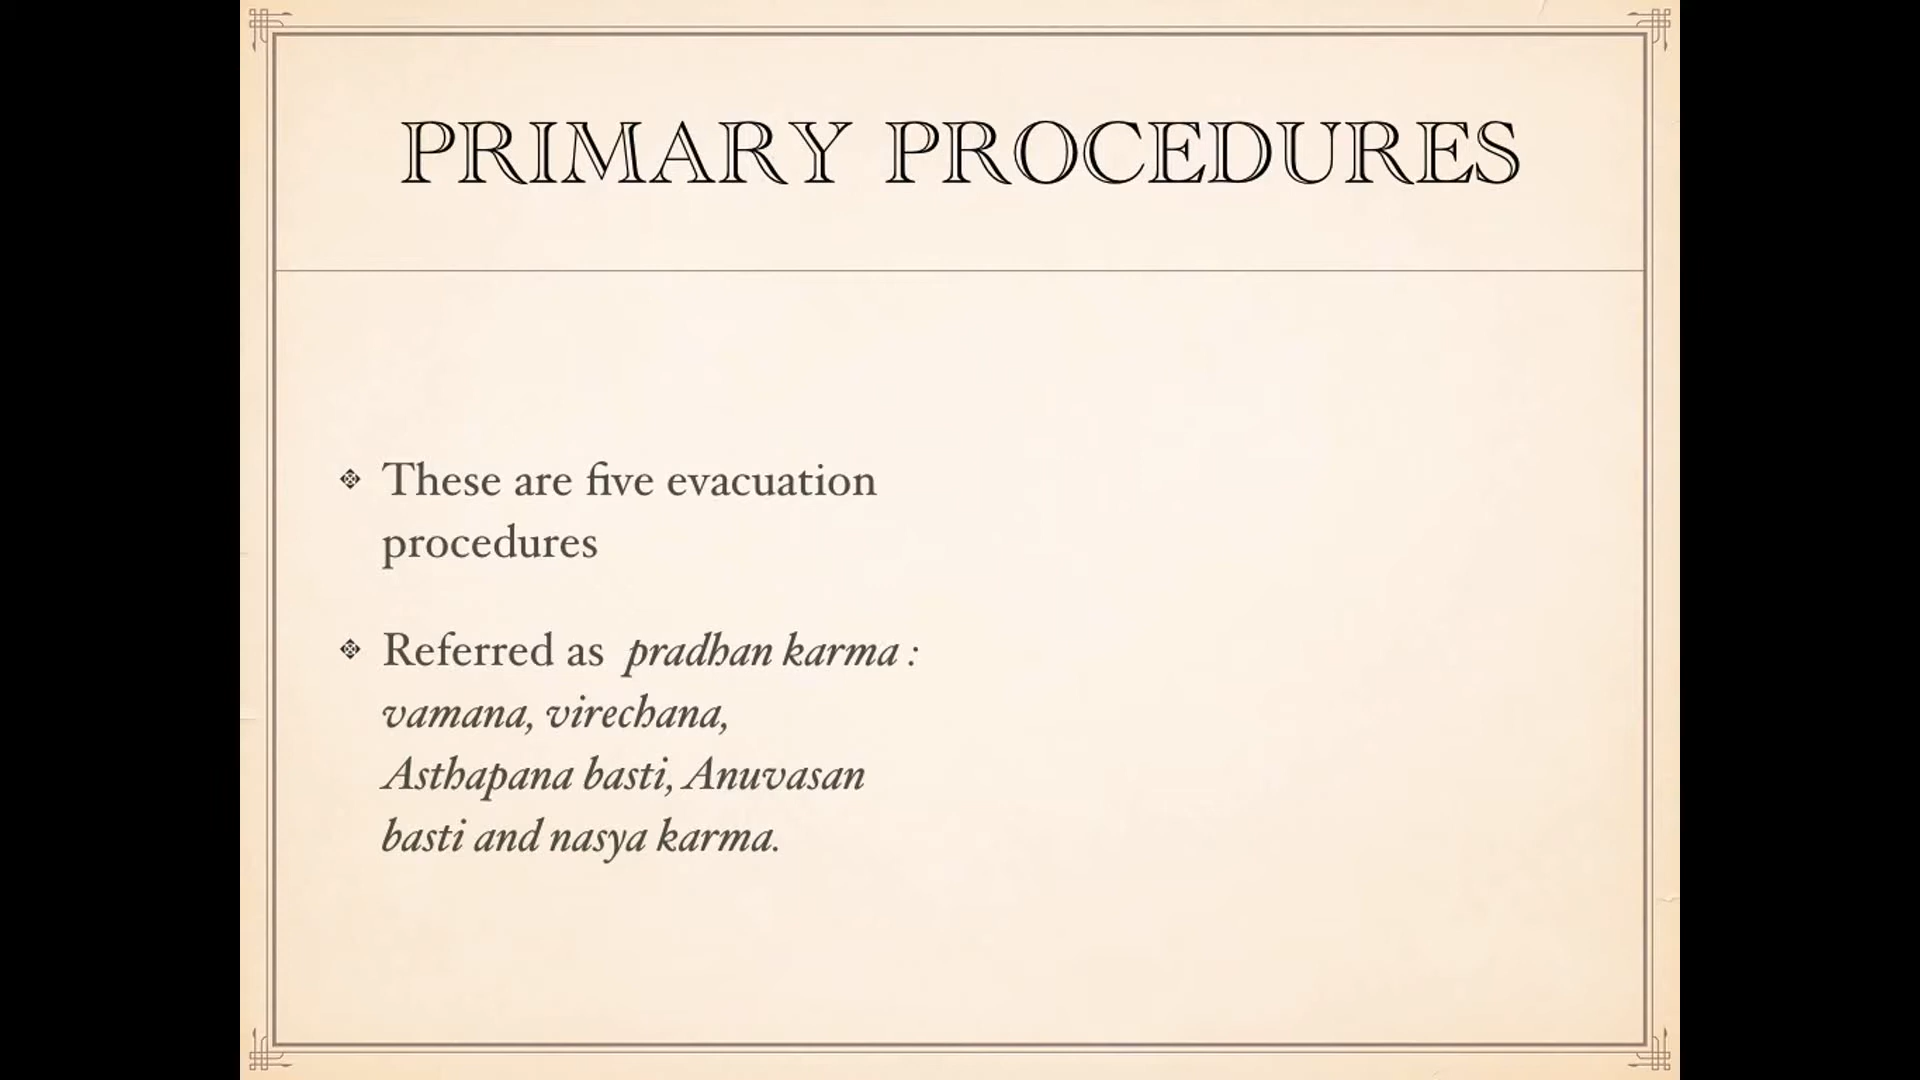 PRIMARY PROCEDURES
These are five evacuation
procedures
Referred as pradhan karma :
vamana, virechana,
Asthapana basti, Anuvasan
basti and nasya karma.